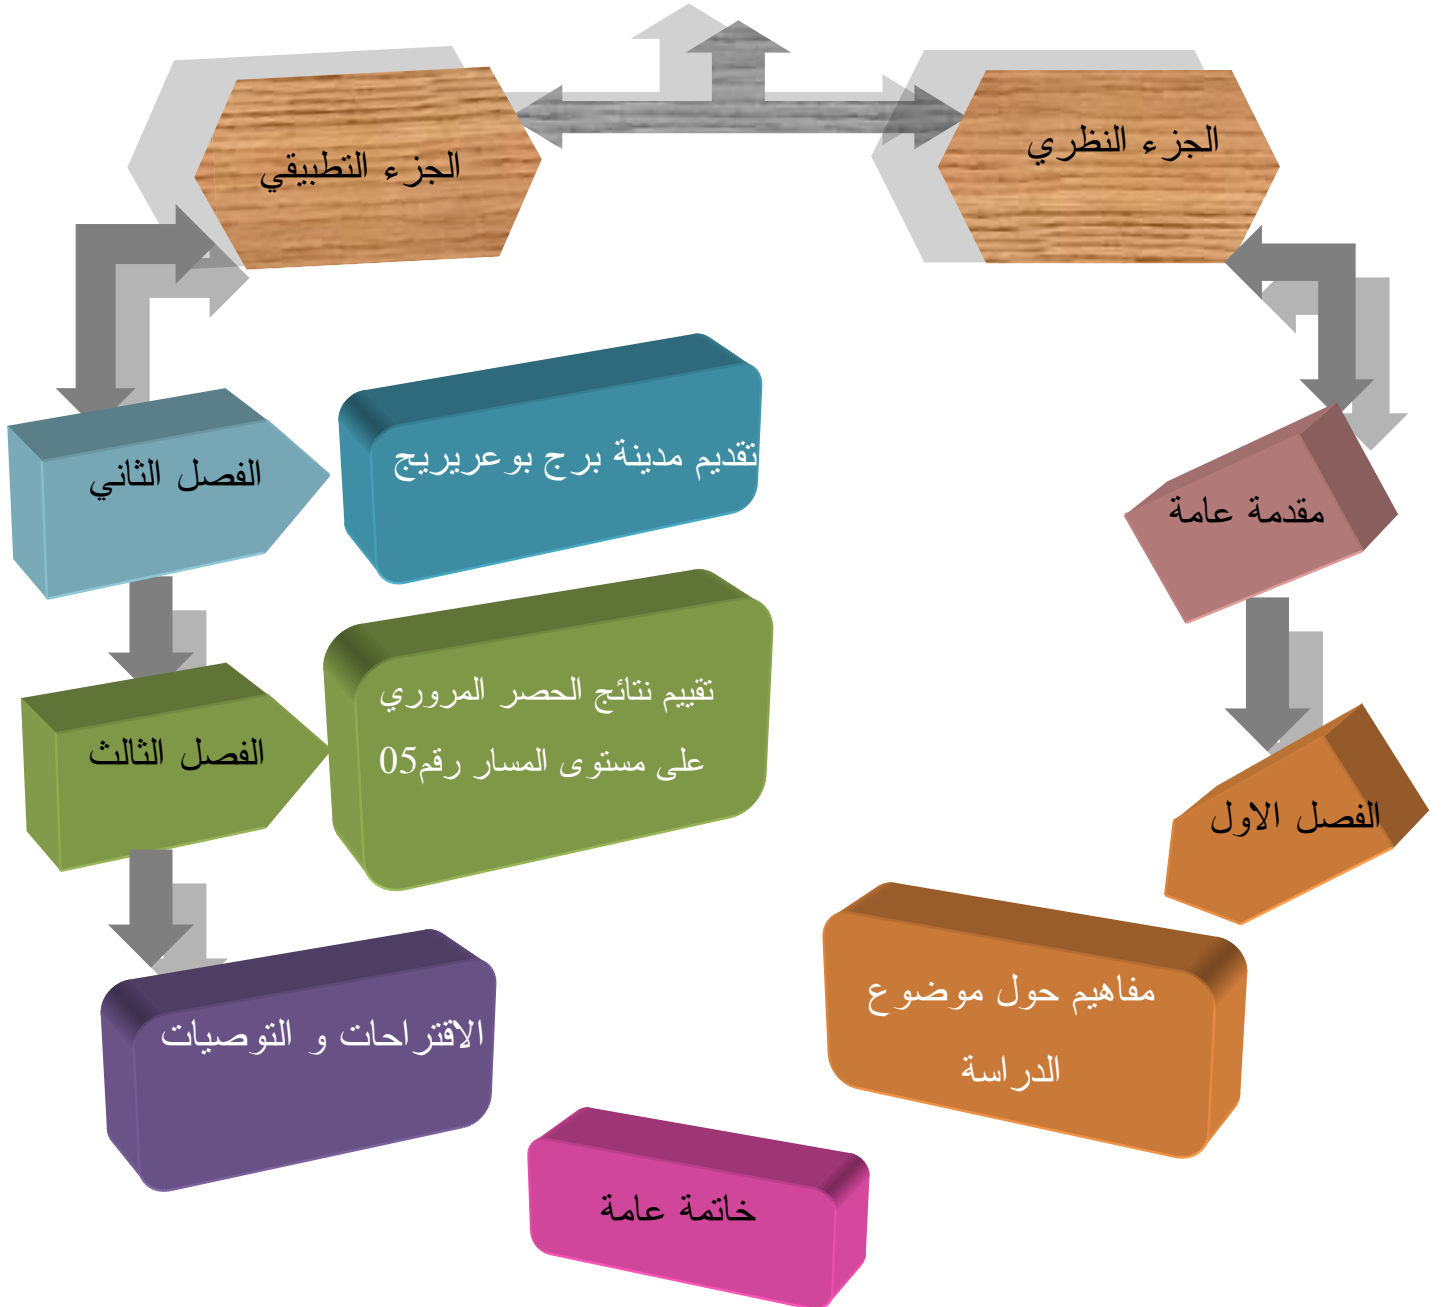 الجزء النظري
الجزء التطبيقي
مقدمة عامة
الفصل الاول
مفاهيم حول موضوع
الدراسة
الفصل الثاني
تقديم مدينة برج بوعريريج
الفصل الثالث
تقييم نتائج الحصر المروري
على مستوى المسار رقم05
الاقتراحات و التوصيات
خاتمة عامة